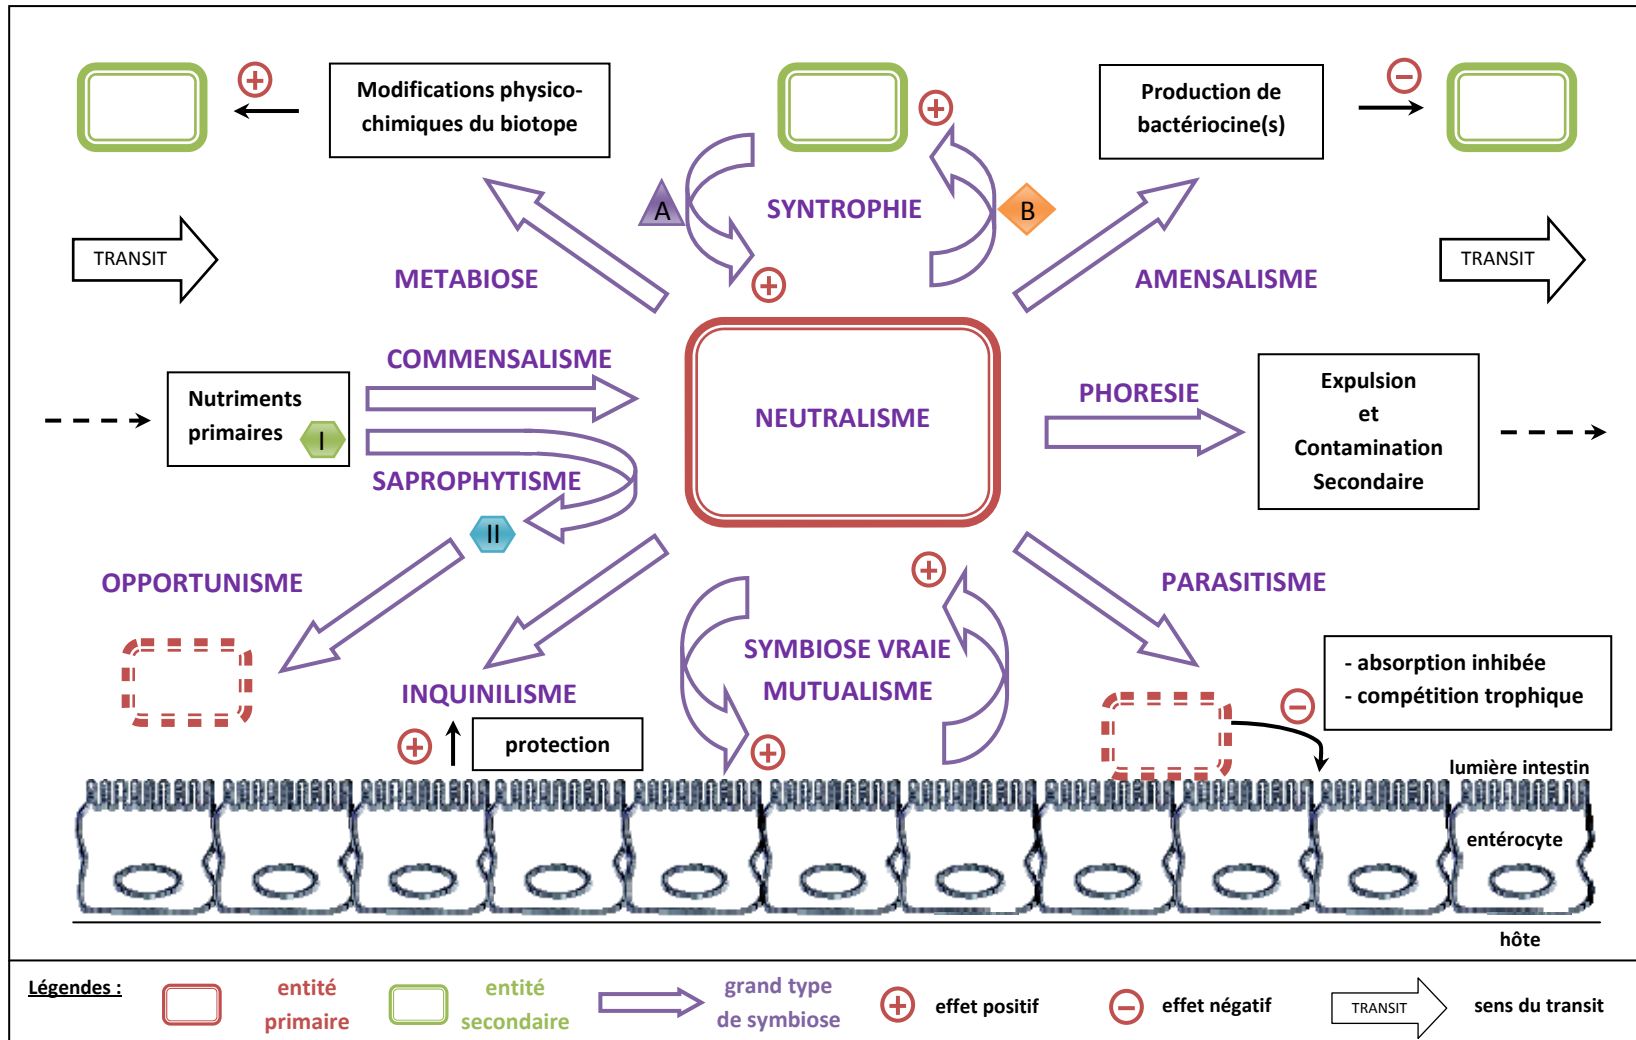 Modifications physico-
chimiques du biotope
Production de
bactériocine(s)
A
SYNTROPHIE
B
TRANSIT
METABIOSE
AMENSALISME
TRANSIT
COMMENSALISME
Nutriments
primaires
I
NEUTRALISME
PHORESIE
Expulsion
et
Contamination
Secondaire
SAPROPHYTISME
II
OPPORTUNISME
PARASITISME
SYMBIOSE VRAIE
MUTUALISME
- absorption inhibée
- compétition trophique
INQUINILISME
protection
lumière intestin
entérocyte
hôte
Légendes :
entité
primaire
entité
secondaire
grand type
de symbiose
effet positif
effet négatif
TRANSIT
sens du transit